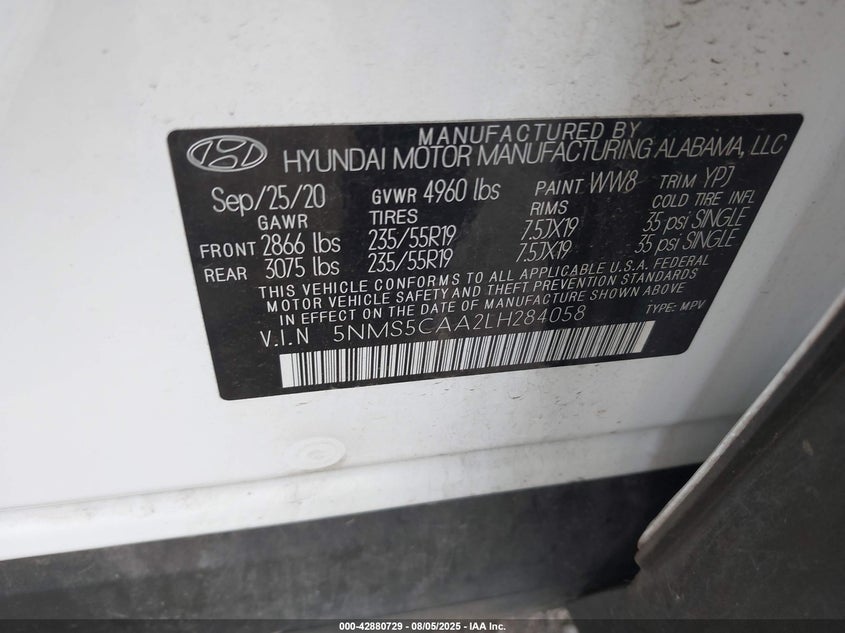 MANUFACTURED BY
HYUNDAI MOTOR MANUFACTURING ALABAMA, LLC
Sep/25/20 GVWR 4960 lbs PAINT WW8 TRIM YPJ
GAWR TIRES RIMS COLD TIRE INFL
FRONT 2866 lbs 235/55R19 7.5JX19 35 psi SINGLE
REAR 3075 lbs 235/55R19 7.5JX19 35 psi SINGLE
THIS VEHICLE CONFORMS TO ALL APPLICABLE U.S.A. FEDERAL
MOTOR VEHICLE SAFETY AND THEFT PREVENTION STANDARDS
IN EFFECT ON THE DATE OF MANUFACTURE SHOWN ABOVE.
V.I.N 5NMS5CAA2LH284058 TYPE: MPV
000-42880729 - 08/05/2025 - © IAA Inc.